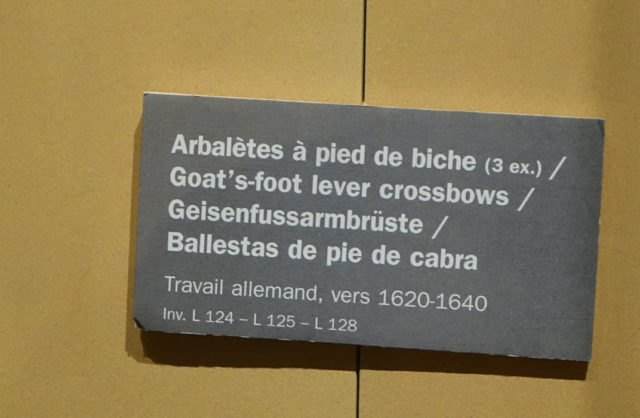 Arbalètes à pied de biche (3 ex.) /
Goat's-foot lever crossbows /
Geisenfussarmbrüste /
Ballestas de pie de cabra
Travail allemand, vers 1620-1640
Inv. L 124 – L 125 – L 128